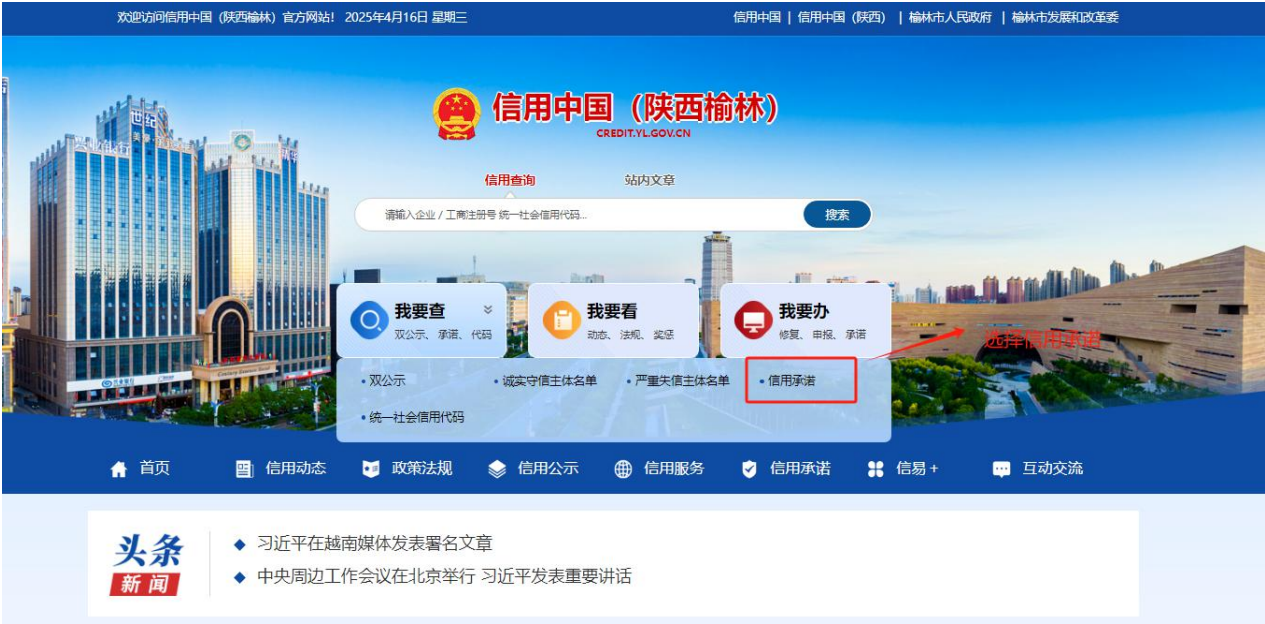 欢迎访问信用中国（陕西榆林）官方网站！ 2025年4月16日 星期三
信用中国 | 信用中国（陕西） | 榆林市人民政府 | 榆林市发展和改革委
信用中国（陕西榆林）
CREDIT.YL.GOV.CN
信用查询 站内文章
请输入企业 / 工商注册号 统一社会信用代码... 搜索
世纪
兴业银行
我要查 我要看 我要办
双公示、承诺、代码 动态、法规、奖惩 修复、申报、承诺
选择信用承诺
•双公示 •诚实守信主体名单 •严重失信主体名单 •信用承诺
•统一社会信用代码
首页 信用动态 政策法规 信用公示 信用服务 信用承诺 信易+ 互动交流
头条
新闻
◆ 习近平在越南媒体发表署名文章
◆ 中央周边工作会议在北京举行 习近平发表重要讲话